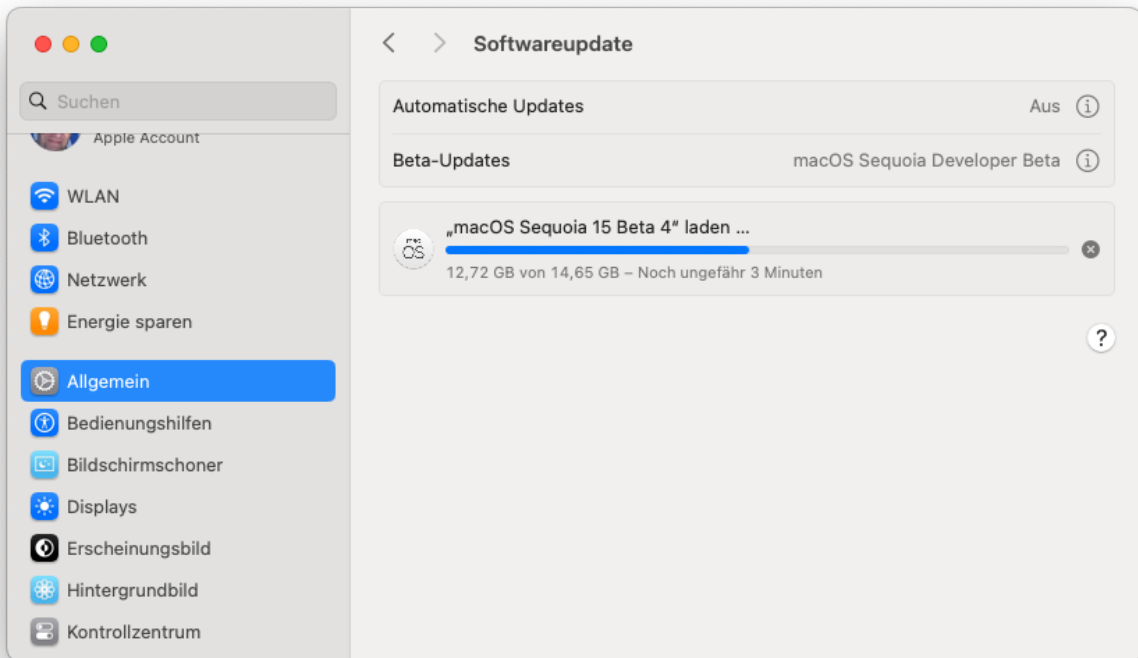 Suchen
Apple Account
WLAN
Bluetooth
Netzwerk
Energie sparen
Allgemein
Bedienungshilfen
Bildschirmschoner
Displays
Erscheinungsbild
Hintergrundbild
Kontrollzentrum
Softwareupdate
Automatische Updates Aus
Beta-Updates macOS Sequoia Developer Beta
macOS
„macOS Sequoia 15 Beta 4“ laden ...
12,72 GB von 14,65 GB – Noch ungefähr 3 Minuten
?